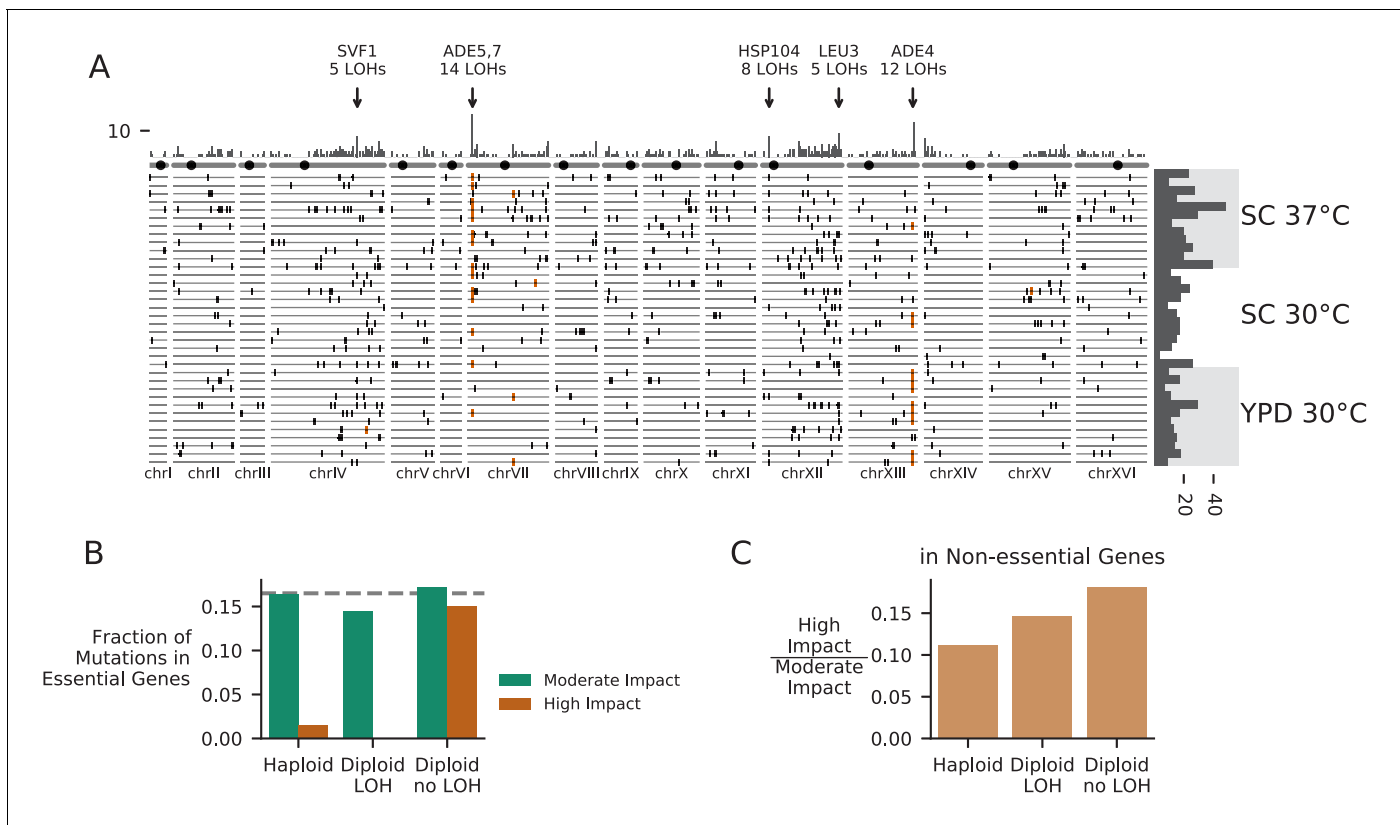 A
SVF1
5 LOHs
ADE5,7
14 LOHs
HSP104
8 LOHs
LEU3
5 LOHs
ADE4
12 LOHs
10
SC 37°C
SC 30°C
YPD 30°C
chrI chrII chrIII chrIV chrV chrVI chrVII chrVIII chrIX chrX chrXI chrXII chrXIII chrXIV chrXV chrXVI
20 40
B
Fraction of
Mutations in
Essential Genes
0.15
0.10
0.05
0.00
Haploid
Diploid
LOH
Diploid
no LOH
Moderate Impact
High Impact
C
in Non-essential Genes
High
Impact
Moderate
Impact
0.15
0.10
0.05
0.00
Haploid
Diploid
LOH
Diploid
no LOH